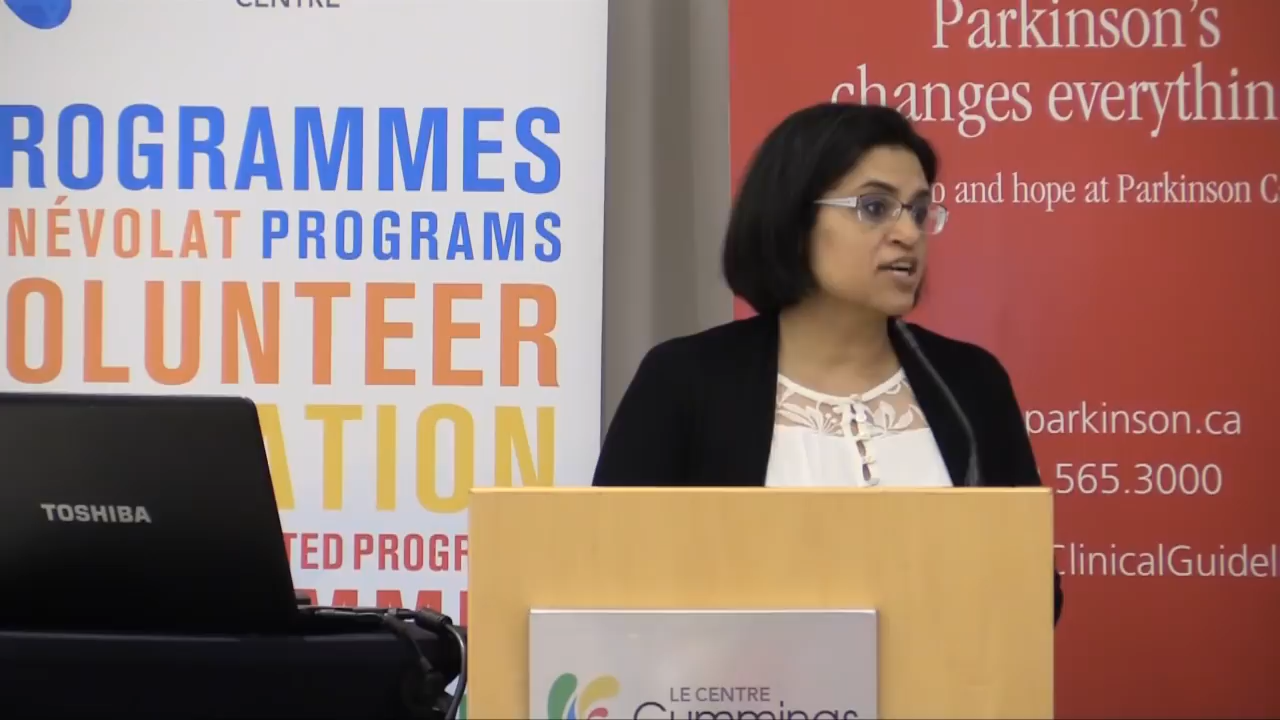 CENTRE
ROGRAMMES
NÉVOLAT PROGRAMS
OLUNTEER
ATION
TED PROGR
TOSHIBA
Parkinson's
changes everythin
o and hope at Parkinson C
parkinson.ca
565.3000
ClinicalGuidel
LE CENTRE
Cummings